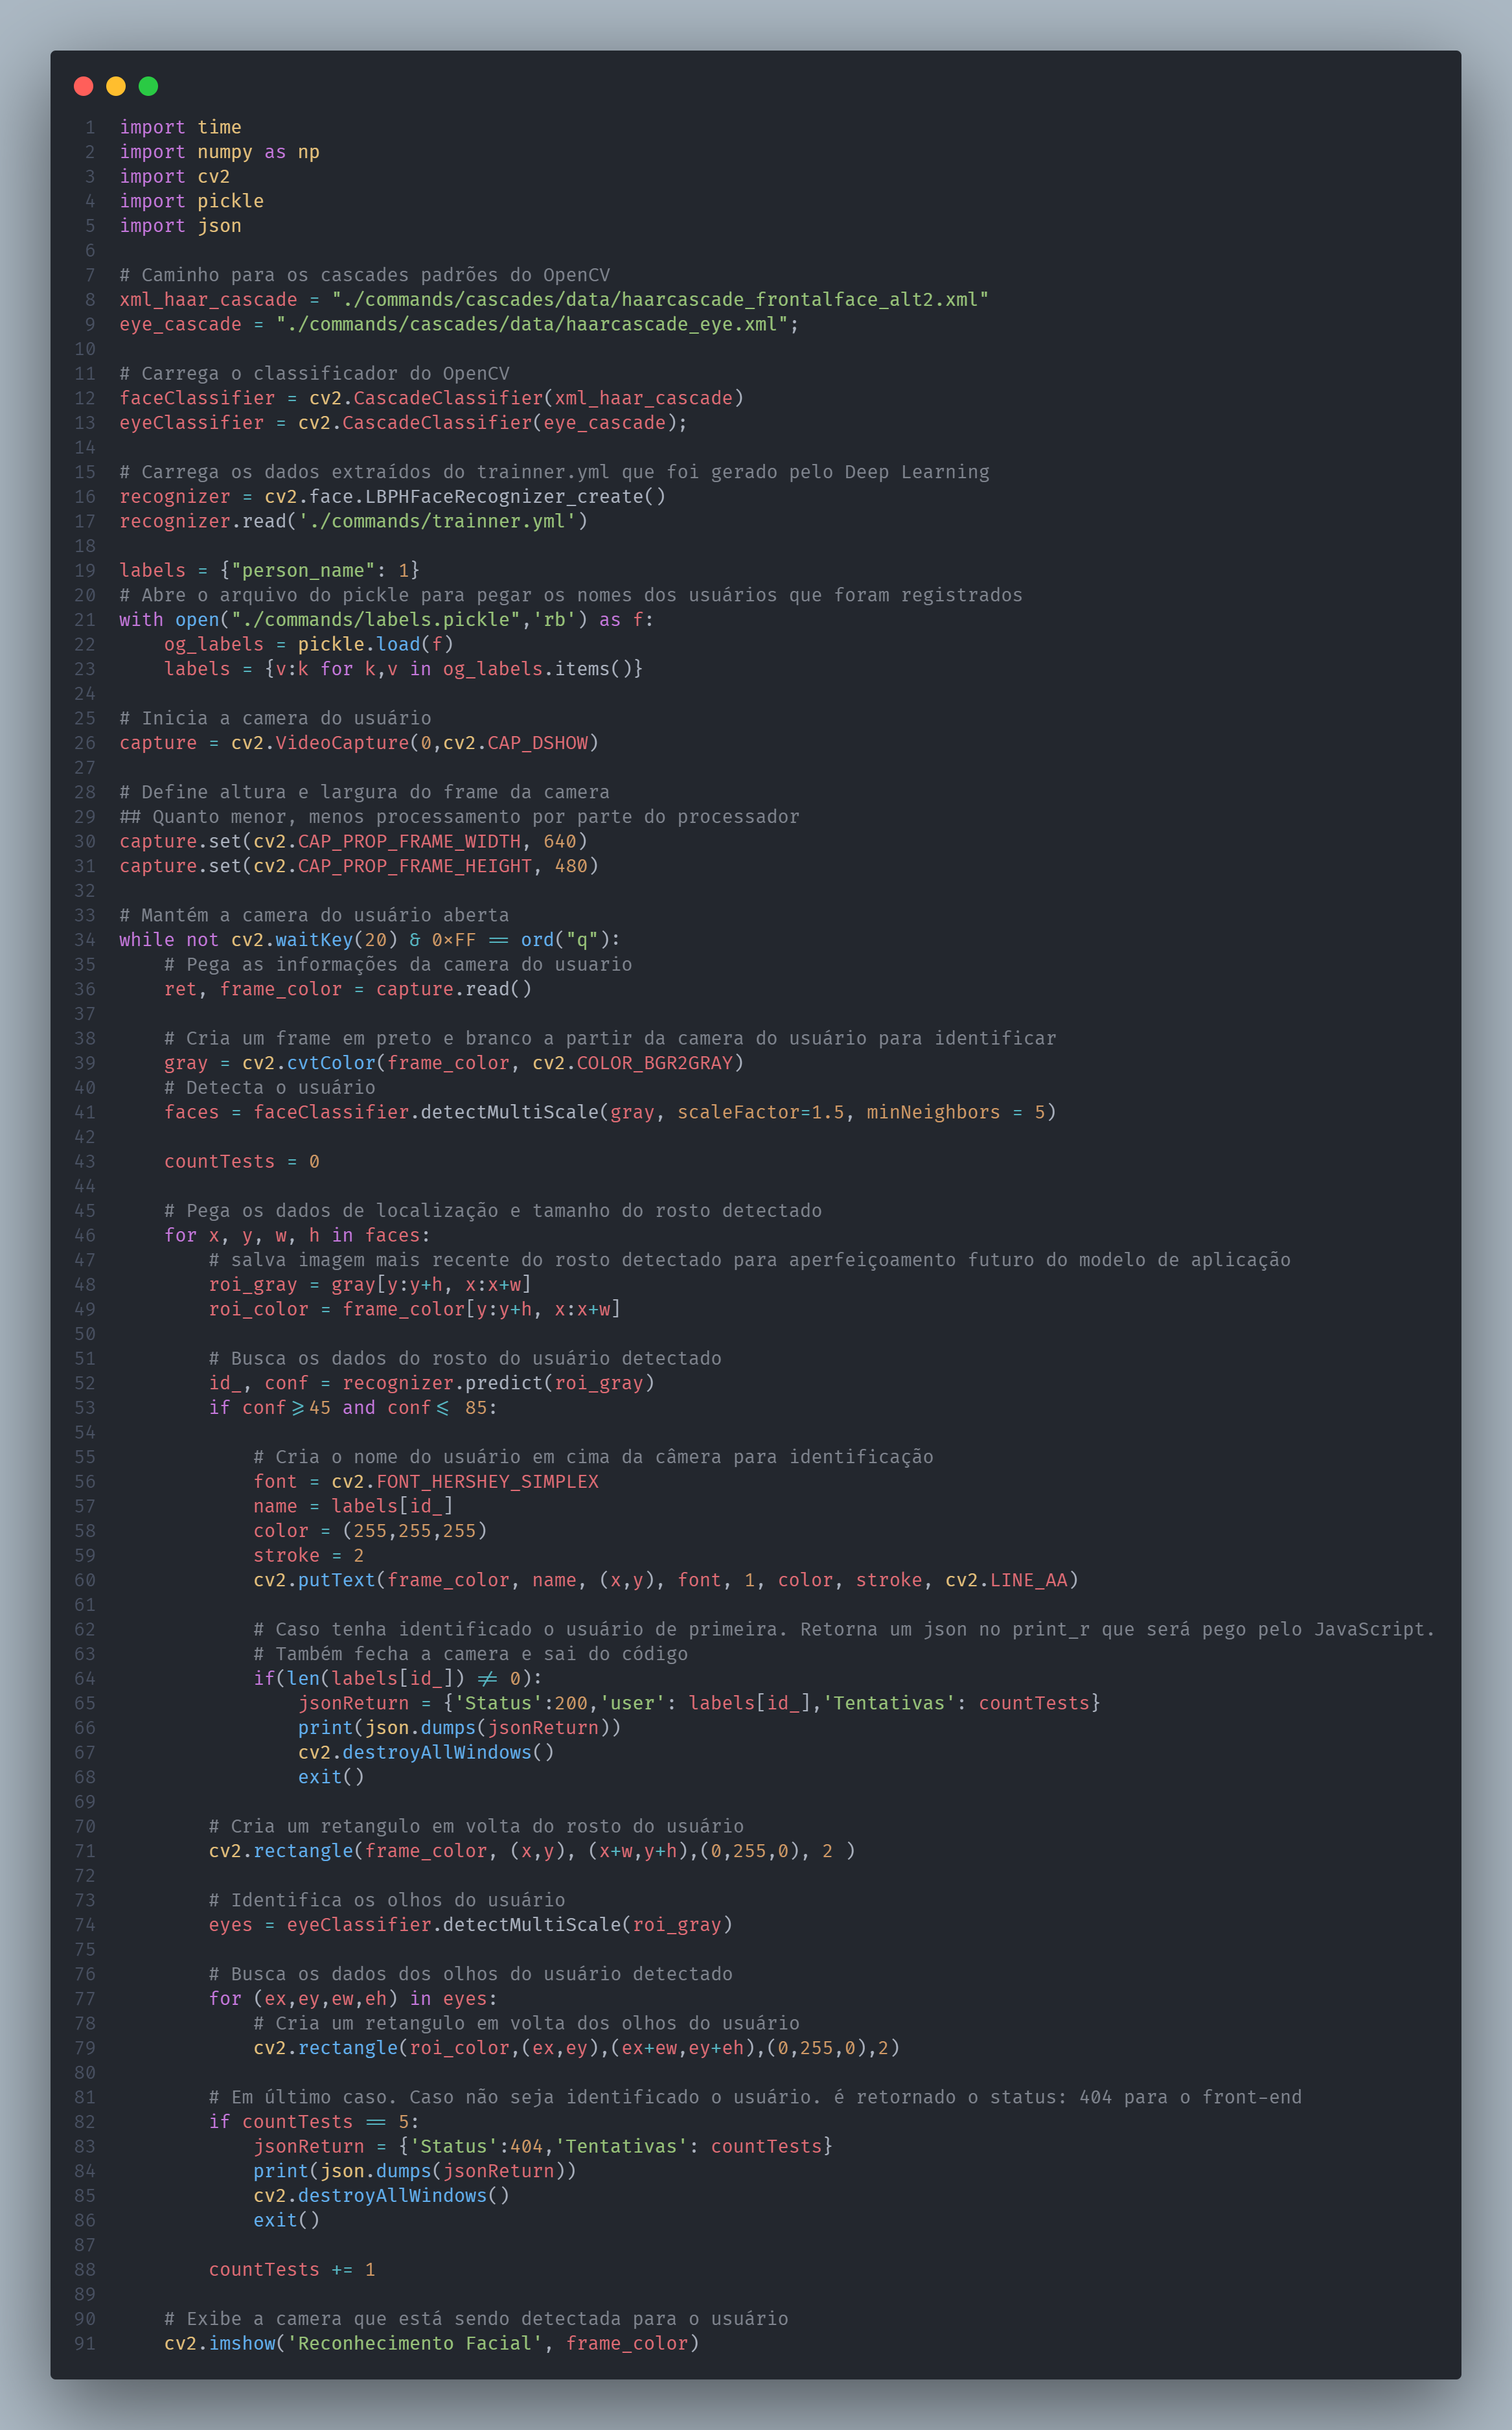 1 import time
2 import numpy as np
3 import cv2
4 import pickle
5 import json
6
7 # Caminho para os cascades padrões do OpenCV
8 xml_haar_cascade = "./commands/cascades/data/haarcascade_frontalface_alt2.xml"
9 eye_cascade = "./commands/cascades/data/haarcascade_eye.xml";
10
11 # Carrega o classificador do OpenCV
12 faceClassifier = cv2.CascadeClassifier(xml_haar_cascade)
13 eyeClassifier = cv2.CascadeClassifier(eye_cascade);
14
15 # Carrega os dados extraídos do trainner.yml que foi gerado pelo Deep Learning
16 recognizer = cv2.face.LBPHFaceRecognizer_create()
17 recognizer.read('./commands/trainner.yml')
18
19 labels = {"person_name": 1}
20 # Abre o arquivo do pickle para pegar os nomes dos usuários que foram registrados
21 with open("./commands/labels.pickle",'rb') as f:
22     og_labels = pickle.load(f)
23     labels = {v:k for k,v in og_labels.items()}
24
25 # Inicia a camera do usuário
26 capture = cv2.VideoCapture(0,cv2.CAP_DSHOW)
27
28 # Define altura e largura do frame da camera
29 ## Quanto menor, menos processamento por parte do processador
30 capture.set(cv2.CAP_PROP_FRAME_WIDTH, 640)
31 capture.set(cv2.CAP_PROP_FRAME_HEIGHT, 480)
32
33 # Mantém a camera do usuário aberta
34 while not cv2.waitKey(20) & 0xFF == ord("q"):
35     # Pega as informações da camera do usuario
36     ret, frame_color = capture.read()
37
38     # Cria um frame em preto e branco a partir da camera do usuário para identificar
39     gray = cv2.cvtColor(frame_color, cv2.COLOR_BGR2GRAY)
40     # Detecta o usuário
41     faces = faceClassifier.detectMultiScale(gray, scaleFactor=1.5, minNeighbors = 5)
42
43     countTests = 0
44
45     # Pega os dados de localização e tamanho do rosto detectado
46     for x, y, w, h in faces:
47         # salva imagem mais recente do rosto detectado para aperfeiçoamento futuro do modelo de aplicação
48         roi_gray = gray[y:y+h, x:x+w]
49         roi_color = frame_color[y:y+h, x:x+w]
50
51         # Busca os dados do rosto do usuário detectado
52         id_, conf = recognizer.predict(roi_gray)
53         if conf>=45 and conf<= 85:
54
55             # Cria o nome do usuário em cima da câmera para identificação
56             font = cv2.FONT_HERSHEY_SIMPLEX
57             name = labels[id_]
58             color = (255,255,255)
59             stroke = 2
60             cv2.putText(frame_color, name, (x,y), font, 1, color, stroke, cv2.LINE_AA)
61
62             # Caso tenha identificado o usuário de primeira. Retorna um json no print_r que será pego pelo JavaScript.
63             # Também fecha a camera e sai do código
64             if(len(labels[id_]) != 0):
65                 jsonReturn = {'Status':200,'user': labels[id_],'Tentativas': countTests}
66                 print(json.dumps(jsonReturn))
67                 cv2.destroyAllWindows()
68                 exit()
69
70         # Cria um retangulo em volta do rosto do usuário
71         cv2.rectangle(frame_color, (x,y), (x+w,y+h),(0,255,0), 2 )
72
73         # Identifica os olhos do usuário
74         eyes = eyeClassifier.detectMultiScale(roi_gray)
75
76         # Busca os dados dos olhos do usuário detectado
77         for (ex,ey,ew,eh) in eyes:
78             # Cria um retangulo em volta dos olhos do usuário
79             cv2.rectangle(roi_color,(ex,ey),(ex+ew,ey+eh),(0,255,0),2)
80
81         # Em último caso. Caso não seja identificado o usuário. é retornado o status: 404 para o front-end
82         if countTests == 5:
83             jsonReturn = {'Status':404,'Tentativas': countTests}
84             print(json.dumps(jsonReturn))
85             cv2.destroyAllWindows()
86             exit()
87
88         countTests += 1
89
90     # Exibe a camera que está sendo detectada para o usuário
91     cv2.imshow('Reconhecimento Facial', frame_color)